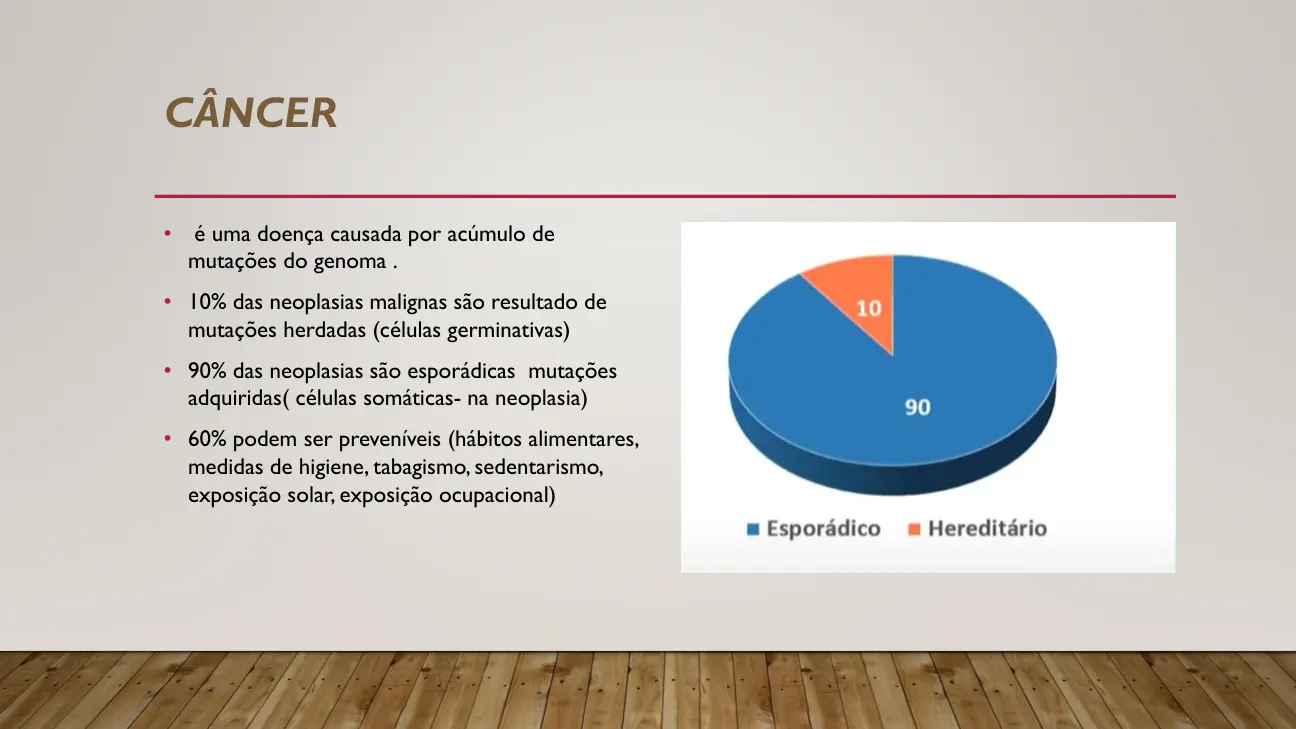 CÂNCER
• é uma doença causada por acúmulo de
mutações do genoma .
• 10% das neoplasias malignas são resultado de
mutações herdadas (células germinativas)
• 90% das neoplasias são esporádicas  mutações
adquiridas( células somáticas- na neoplasia)
• 60% podem ser preveníveis (hábitos alimentares,
medidas de higiene, tabagismo, sedentarismo,
exposição solar, exposição ocupacional)
10
90
Esporádico Hereditário